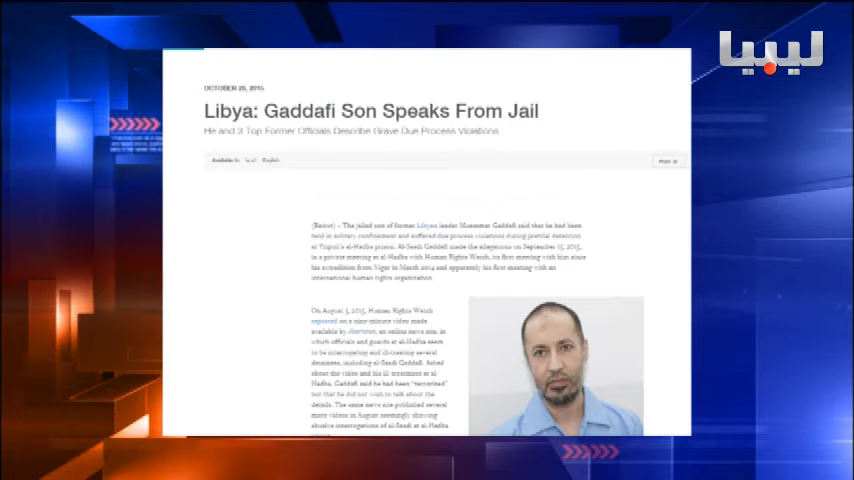 ليبيا
OCTOBER 26, 2015
Libya: Gaddafi Son Speaks From Jail
He and 3 Top Former Officials Describe Grave Due Process Violations
Available In العربية English
Print
(Beirut) – The jailed son of former Libyan leader Muammar Gaddafi said that he had been
held in solitary confinement and suffered due process violations during pretrial detention
at Tripoli's al-Hadba prison. Al-Saadi Gaddafi made the allegations on September 15, 2015,
in a private meeting at al-Hadba with Human Rights Watch, its first meeting with him since
his extradition from Niger in March 2014 and apparently his first meeting with an
international human rights organization.
On August 3, 2015, Human Rights Watch
reported on a nine-minute video made
available by clearnews, an online news site, in
which officials and guards at al-Hadba seem
to be interrogating and ill-treating several
detainees, including al-Saadi Gaddafi. Asked
about the video and his ill-treatment at al-
Hadba, Gaddafi said he had been "terrorized"
but that he did not wish to talk about the
details. The same news site published several
more videos in August seemingly showing
abusive interrogations of al-Saadi at al-Hadba